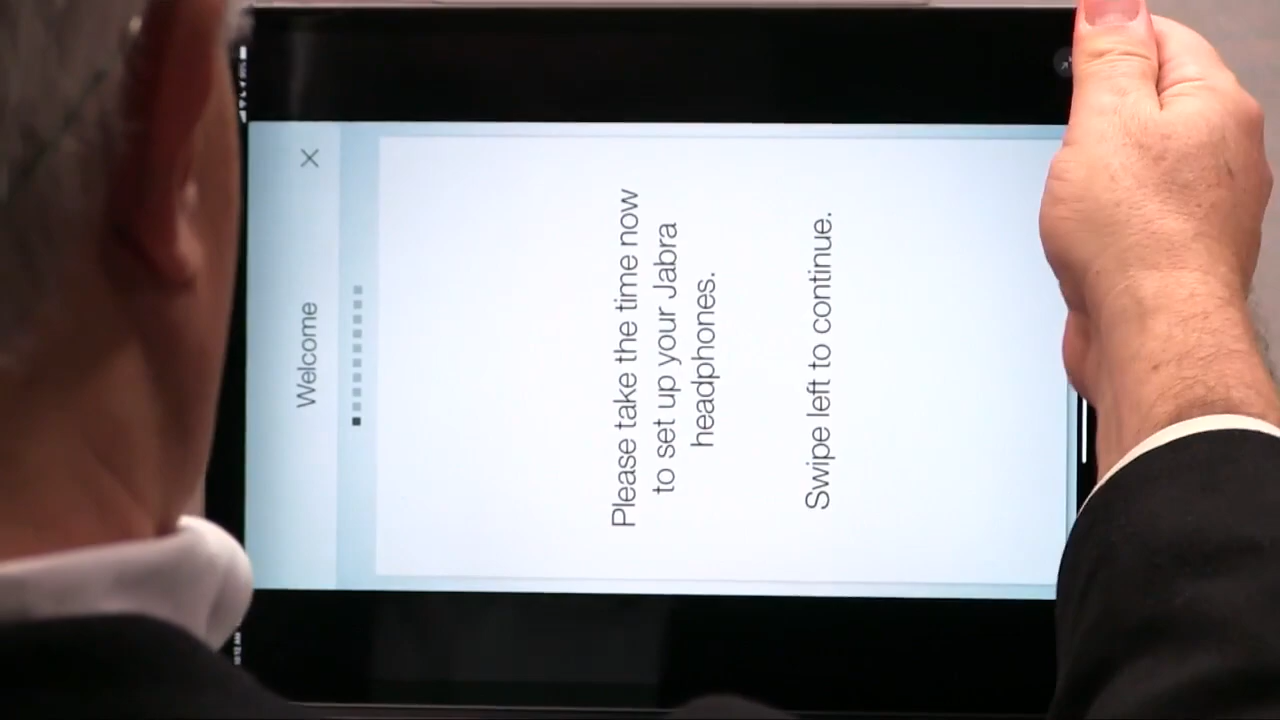 Welcome
Please take the time now
to set up your Jabra
headphones.
Swipe left to continue.